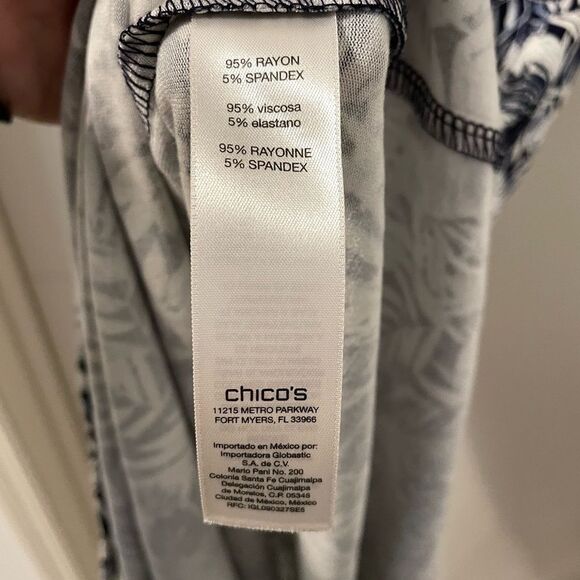 95% RAYON
5% SPANDEX
95% viscosa
5% elastano
95% RAYONNE
5% SPANDEX
chico's
11215 METRO PARKWAY
FORT MYERS, FL 33966
Importado en México por:
Importadora Globastic
S.A. de C.V.
Mario Pani No. 200
Colonia Santa Fe Cuajimalpa
Delegación Cuajimalpa
de Morelos, C.P. 05348
Ciudad de México, México
RFC: IGL090327SE5